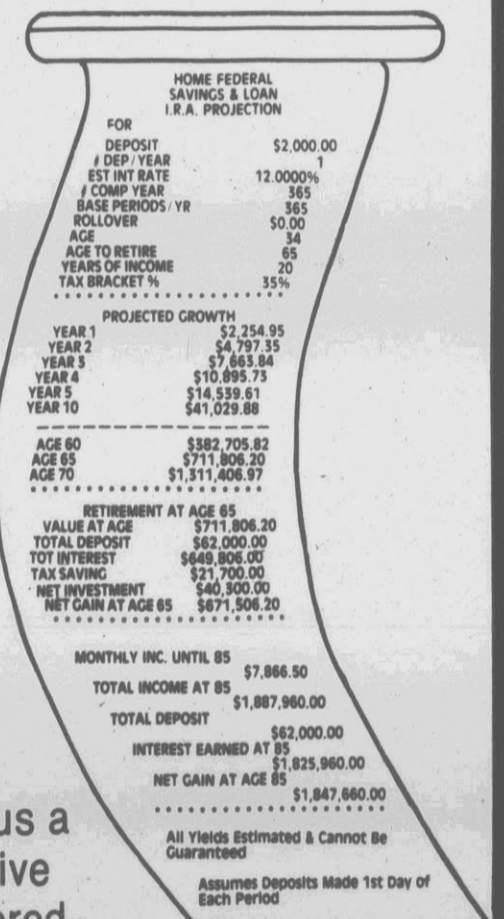 HOME FEDERAL
SAVINGS & LOAN
I.R.A. PROJECTION
FOR
DEPOSIT $2,000.00
# DEP/YEAR 1
EST INT RATE 12.0000%
# COMP YEAR 365
BASE PERIODS/YR 365
ROLLOVER $0.00
AGE 34
AGE TO RETIRE 65
YEARS OF INCOME 20
TAX BRACKET % 35%
PROJECTED GROWTH
YEAR 1 $2,254.95
YEAR 2 $4,797.35
YEAR 3 $7,663.84
YEAR 4 $10,895.73
YEAR 5 $14,539.61
YEAR 10 $41,029.88
AGE 60 $382,705.82
AGE 65 $711,806.20
AGE 70 $1,311,406.97
RETIREMENT AT AGE 65
VALUE AT AGE $711,806.20
TOTAL DEPOSIT $62,000.00
TOT INTEREST $649,806.00
TAX SAVING $21,700.00
NET INVESTMENT $40,300.00
NET GAIN AT AGE 65 $671,506.20
MONTHLY INC. UNTIL 85
$7,866.50
TOTAL INCOME AT 85
$1,887,960.00
TOTAL DEPOSIT
$62,000.00
INTEREST EARNED AT 85
$1,825,960.00
NET GAIN AT AGE 85
$1,847,660.00
us a
ive
ered
All Yields Estimated & Cannot Be
Guaranteed
Assumes Deposits Made 1st Day of
Each Period